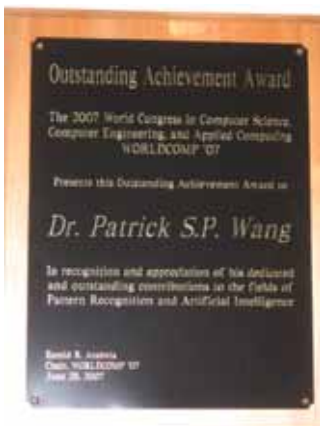 Outstanding Achievement Award
The 2007 World Congress in Computer Science,
Computer Engineering, and Applied Computing
WORLDCOMP '07
Presents this Outstanding Achievement Award to
Dr. Patrick S.P. Wang
In recognition and appreciation of his dedicated
and outstanding contributions in the fields of
Pattern Recognition and Artificial Intelligence
R.
Chair, WORLDCOMP '07
2007